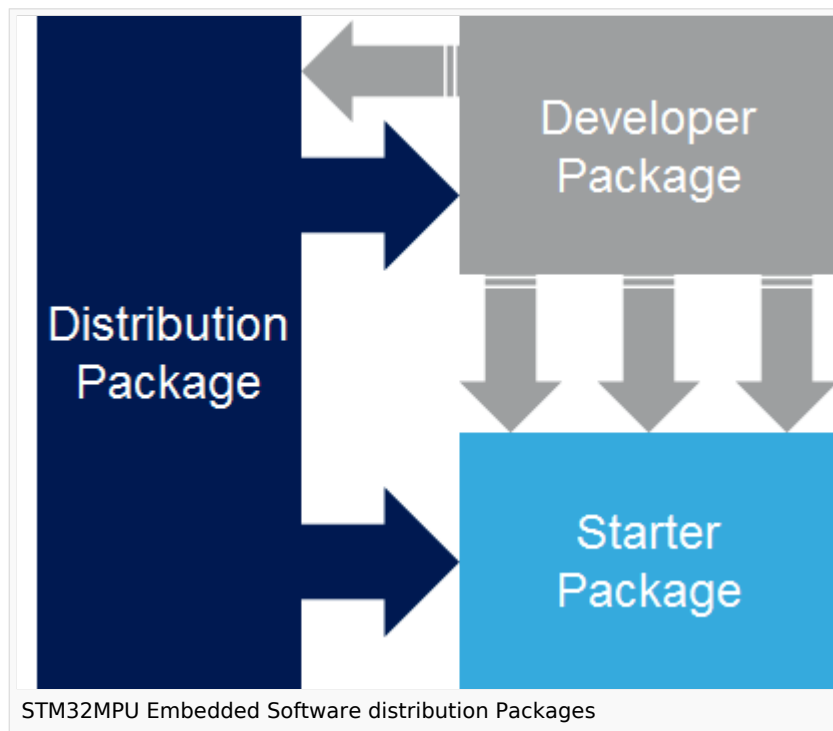 Developer
Package
Distribution
Package
Starter
Package
STM32MPU Embedded Software distribution Packages